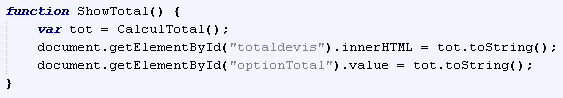 function ShowTotal() {
    var tot = CalculTotal();
    document.getElementById("totaldevis").innerHTML = tot.toString();
    document.getElementById("optionTotal").value = tot.toString();
}